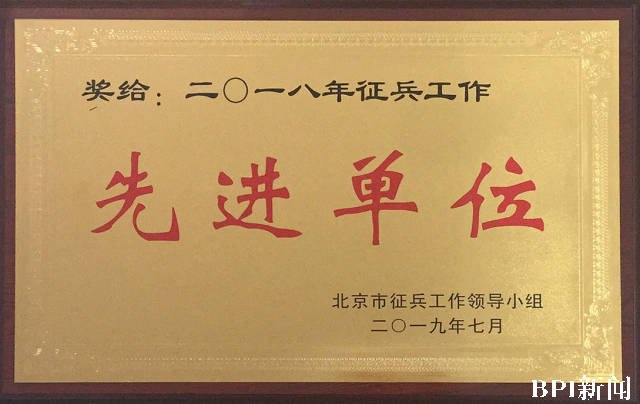 奖给：二〇一八年征兵工作
先进单位
北京市征兵工作领导小组
二〇一九年七月
BPI新闻